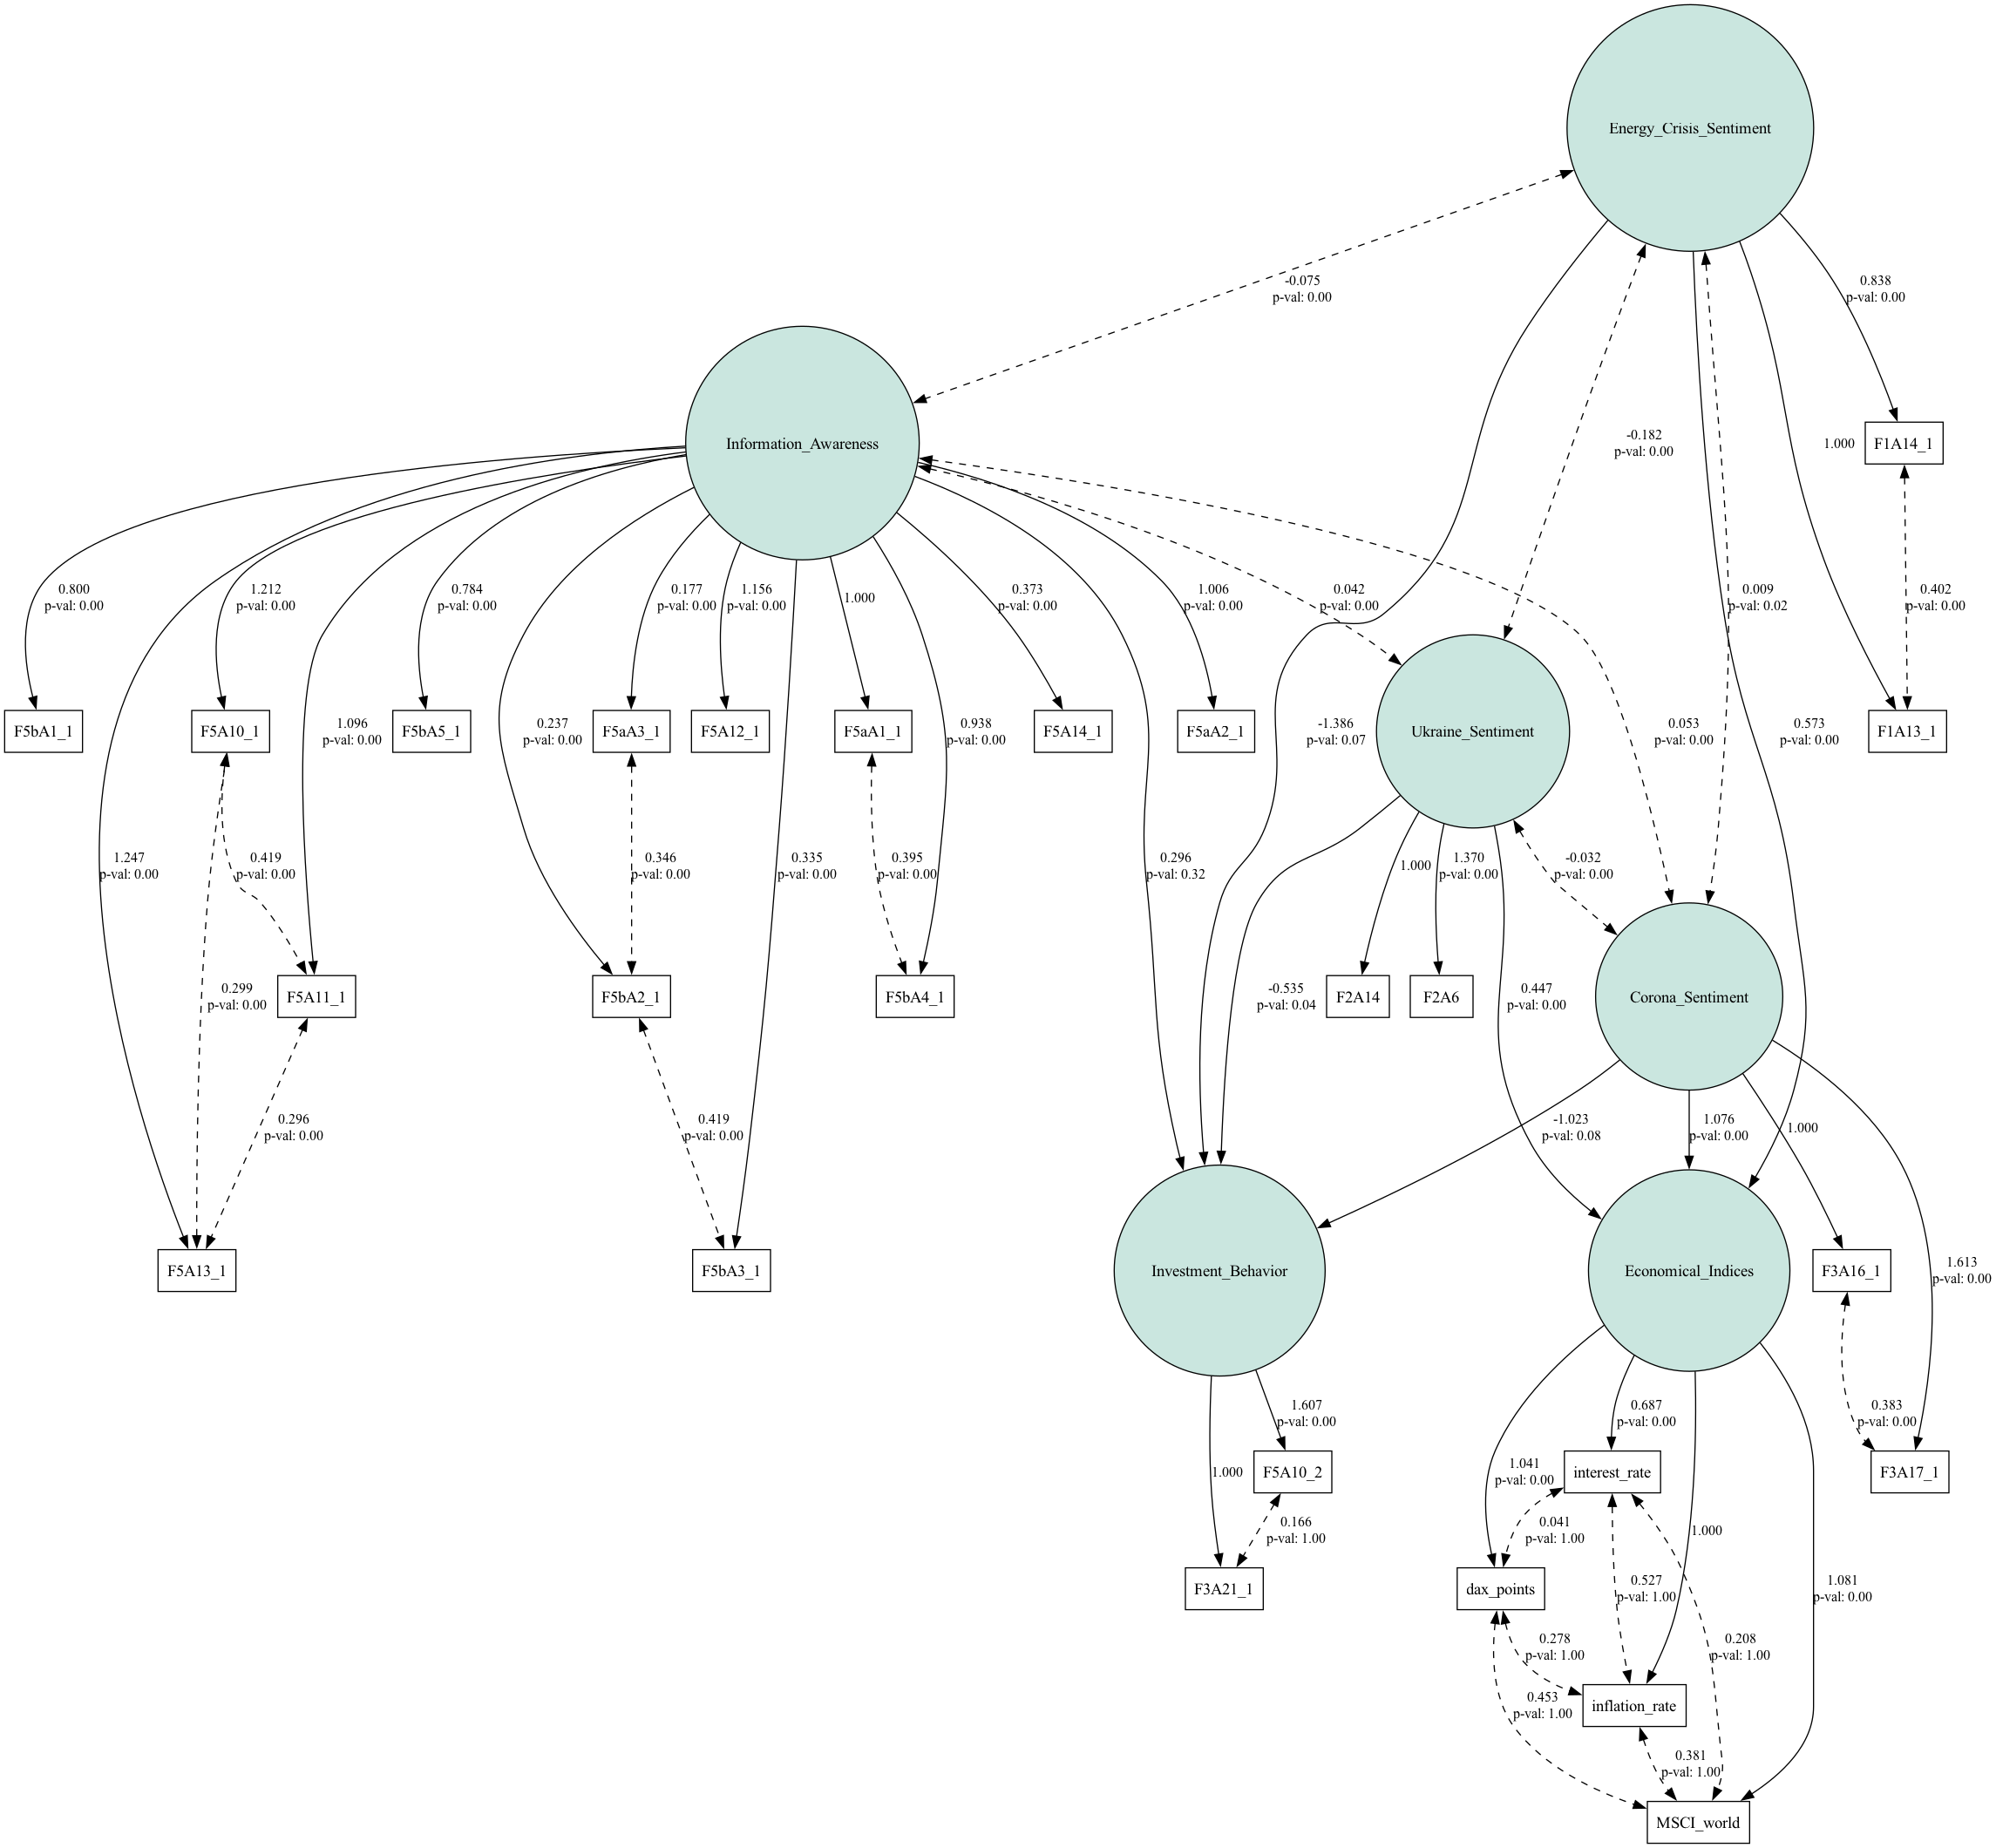 Energy_Crisis_Sentiment
-0.075
p-val: 0.00
0.838
p-val: 0.00
Information_Awareness
-0.182
p-val: 0.00
1.000
F1A14_1
0.800
p-val: 0.00
1.212
p-val: 0.00
0.784
p-val: 0.00
0.177
p-val: 0.00
1.156
p-val: 0.00
1.000
0.373
p-val: 0.00
1.006
p-val: 0.00
0.042
p-val: 0.00
0.009
p-val: 0.02
0.402
p-val: 0.00
F5bA1_1
F5A10_1
1.096
p-val: 0.00
F5bA5_1
0.237
p-val: 0.00
F5aA3_1
F5A12_1
F5aA1_1
0.938
p-val: 0.00
F5A14_1
F5aA2_1
-1.386
p-val: 0.07
Ukraine_Sentiment
0.053
p-val: 0.00
0.573
p-val: 0.00
F1A13_1
1.247
p-val: 0.00
0.419
p-val: 0.00
0.346
p-val: 0.00
0.335
p-val: 0.00
0.395
p-val: 0.00
0.296
p-val: 0.32
1.000
1.370
p-val: 0.00
-0.032
p-val: 0.00
0.299
p-val: 0.00
F5A11_1
F5bA2_1
F5bA4_1
-0.535
p-val: 0.04
F2A14
F2A6
0.447
p-val: 0.00
Corona_Sentiment
0.296
p-val: 0.00
0.419
p-val: 0.00
-1.023
p-val: 0.08
1.076
p-val: 0.00
1.000
F5A13_1
F5bA3_1
Investment_Behavior
Economical_Indices
F3A16_1
1.613
p-val: 0.00
1.607
p-val: 0.00
0.687
p-val: 0.00
0.383
p-val: 0.00
1.000
F5A10_2
1.041
p-val: 0.00
interest_rate
F3A17_1
0.166
p-val: 1.00
0.041
p-val: 1.00
1.000
F3A21_1
dax_points
0.527
p-val: 1.00
1.081
p-val: 0.00
0.278
p-val: 1.00
0.208
p-val: 1.00
0.453
p-val: 1.00
inflation_rate
0.381
p-val: 1.00
MSCI_world